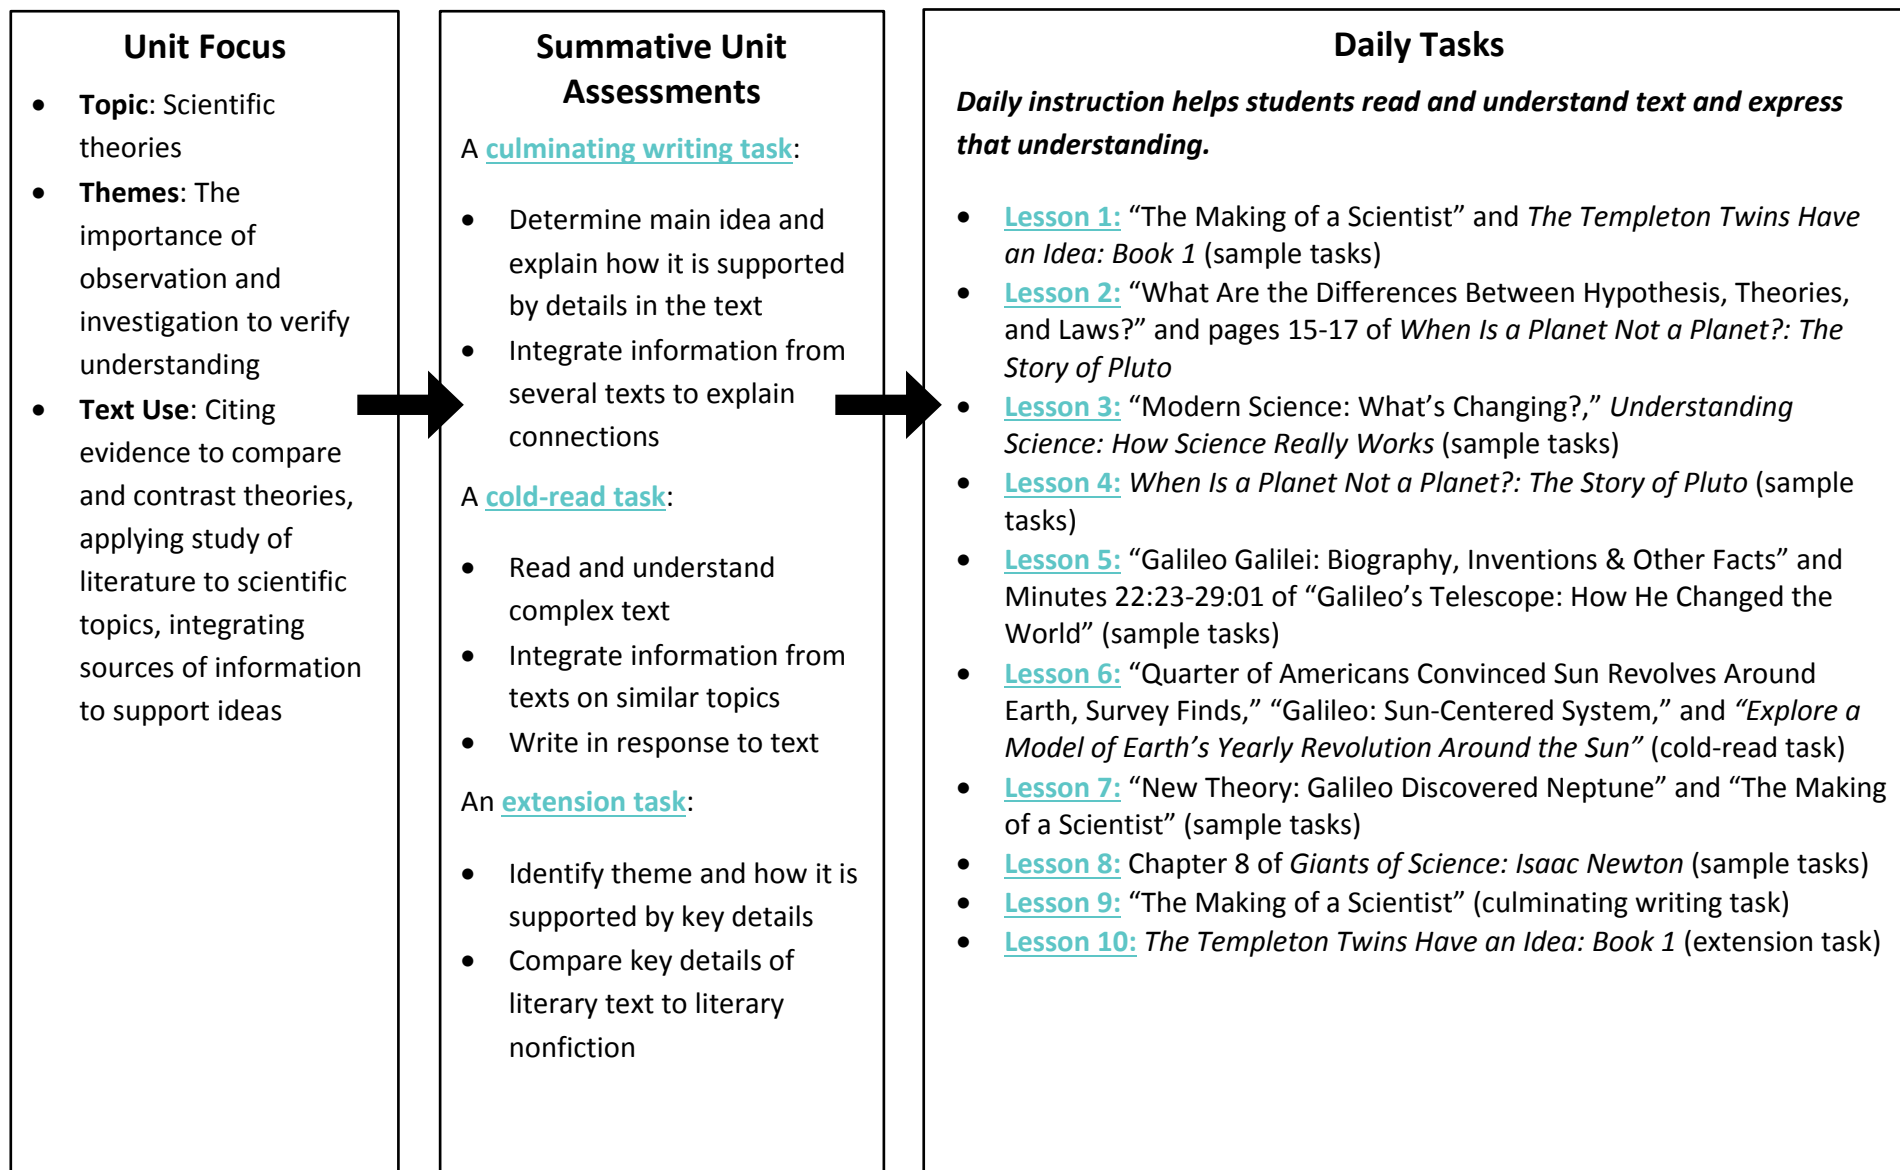 Unit Focus
• Topic: Scientific
theories
• Themes: The
importance of
observation and
investigation to verify
understanding
• Text Use: Citing
evidence to compare
and contrast theories,
applying study of
literature to scientific
topics, integrating
sources of information
to support ideas
Summative Unit
Assessments
A culminating writing task:
• Determine main idea and
explain how it is supported
by details in the text
• Integrate information from
several texts to explain
connections
A cold-read task:
• Read and understand
complex text
• Integrate information from
texts on similar topics
• Write in response to text
An extension task:
• Identify theme and how it is
supported by key details
• Compare key details of
literary text to literary
nonfiction
Daily Tasks
Daily instruction helps students read and understand text and express
that understanding.
• Lesson 1: “The Making of a Scientist” and The Templeton Twins Have
an Idea: Book 1 (sample tasks)
• Lesson 2: “What Are the Differences Between Hypothesis, Theories,
and Laws?” and pages 15-17 of When Is a Planet Not a Planet?: The
Story of Pluto
• Lesson 3: “Modern Science: What’s Changing?,” Understanding
Science: How Science Really Works (sample tasks)
• Lesson 4: When Is a Planet Not a Planet?: The Story of Pluto (sample
tasks)
• Lesson 5: “Galileo Galilei: Biography, Inventions & Other Facts” and
Minutes 22:23-29:01 of “Galileo’s Telescope: How He Changed the
World” (sample tasks)
• Lesson 6: “Quarter of Americans Convinced Sun Revolves Around
Earth, Survey Finds,” “Galileo: Sun-Centered System,” and “Explore a
Model of Earth’s Yearly Revolution Around the Sun” (cold-read task)
• Lesson 7: “New Theory: Galileo Discovered Neptune” and “The Making
of a Scientist” (sample tasks)
• Lesson 8: Chapter 8 of Giants of Science: Isaac Newton (sample tasks)
• Lesson 9: “The Making of a Scientist” (culminating writing task)
• Lesson 10: The Templeton Twins Have an Idea: Book 1 (extension task)